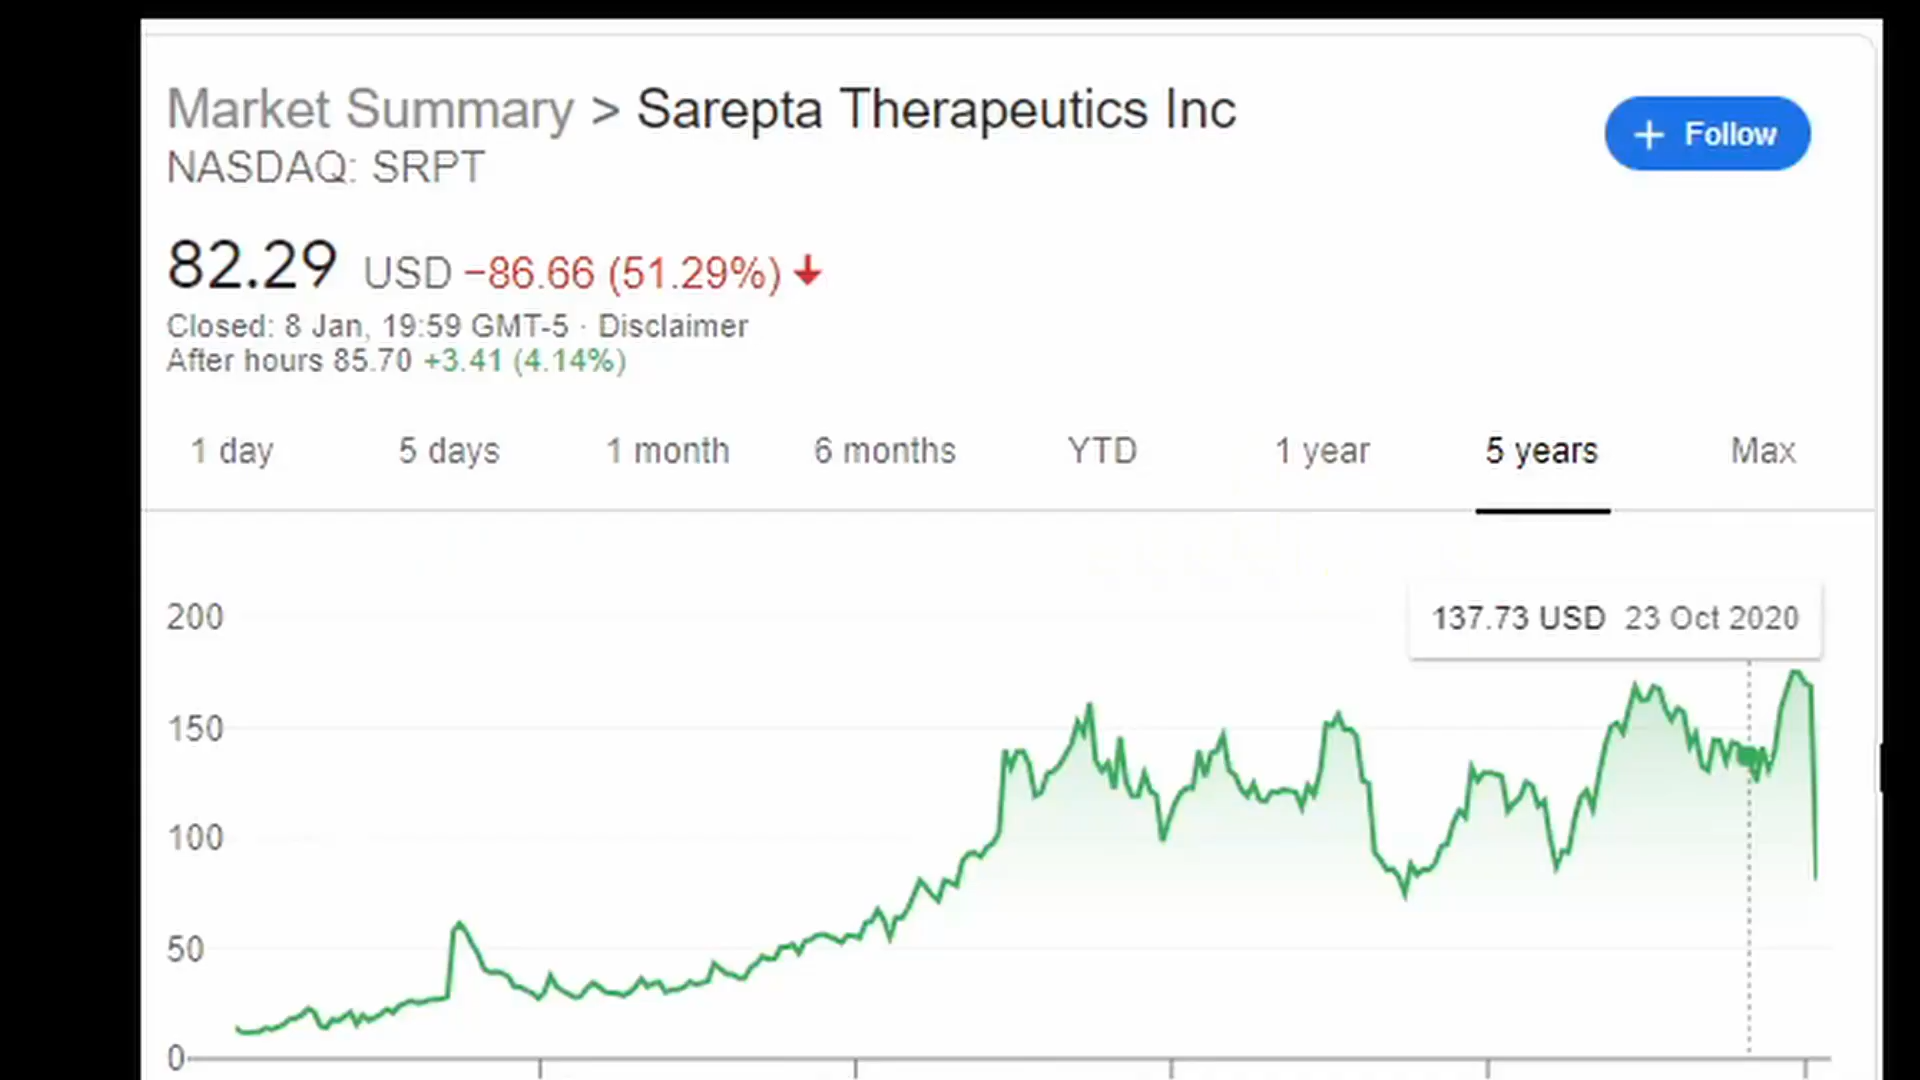 Market Summary > Sarepta Therapeutics Inc
+ Follow
NASDAQ: SRPT
82.29 USD −86.66 (51.29%)
Closed: 8 Jan, 19:59 GMT-5 · Disclaimer
After hours 85.70 +3.41 (4.14%)
1 day 5 days 1 month 6 months YTD 1 year 5 years Max
137.73 USD 23 Oct 2020
200
150
100
50
0